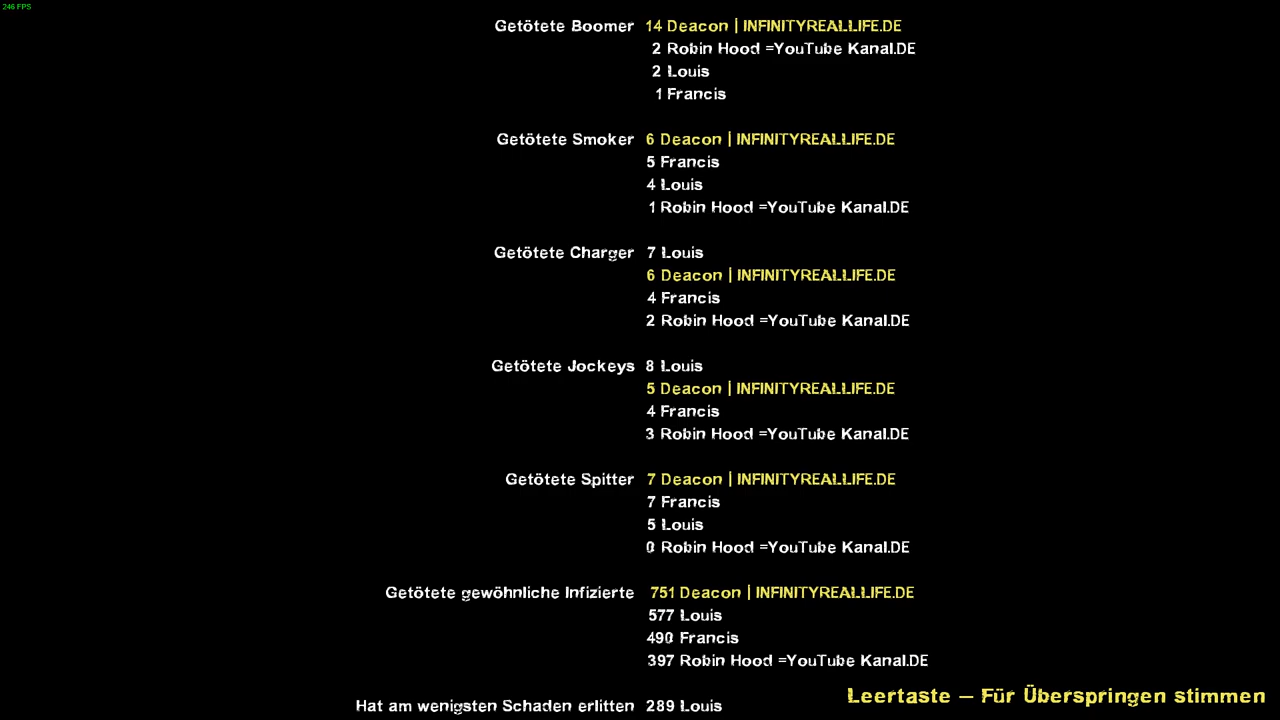 246 FPS
Getötete Boomer 14 Deacon | INFINITYREALLIFE.DE
2 Robin Hood =YouTube Kanal.DE
2 Louis
1 Francis
Getötete Smoker 6 Deacon | INFINITYREALLIFE.DE
5 Francis
4 Louis
1 Robin Hood =YouTube Kanal.DE
Getötete Charger 7 Louis
6 Deacon | INFINITYREALLIFE.DE
4 Francis
2 Robin Hood =YouTube Kanal.DE
Getötete Jockeys 8 Louis
5 Deacon | INFINITYREALLIFE.DE
4 Francis
3 Robin Hood =YouTube Kanal.DE
Getötete Spitter 7 Deacon | INFINITYREALLIFE.DE
7 Francis
5 Louis
0 Robin Hood =YouTube Kanal.DE
Getötete gewöhnliche Infizierte 751 Deacon | INFINITYREALLIFE.DE
577 Louis
490 Francis
397 Robin Hood =YouTube Kanal.DE
Leertaste – Für Überspringen stimmen
Hat am wenigsten Schaden erlitten 289 Louis